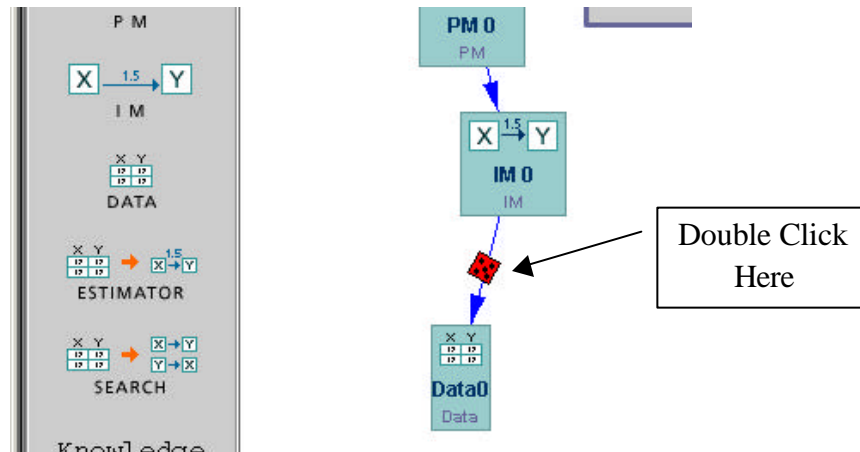 P M
X 1.5 Y
I M
X Y
DATA
X Y
1.5
X Y
ESTIMATOR
X Y
X Y
Y X
SEARCH
Knowledge
PM 0
PM
X 1.5 Y
IM 0
IM
X Y
Data0
Data
Double Click
Here